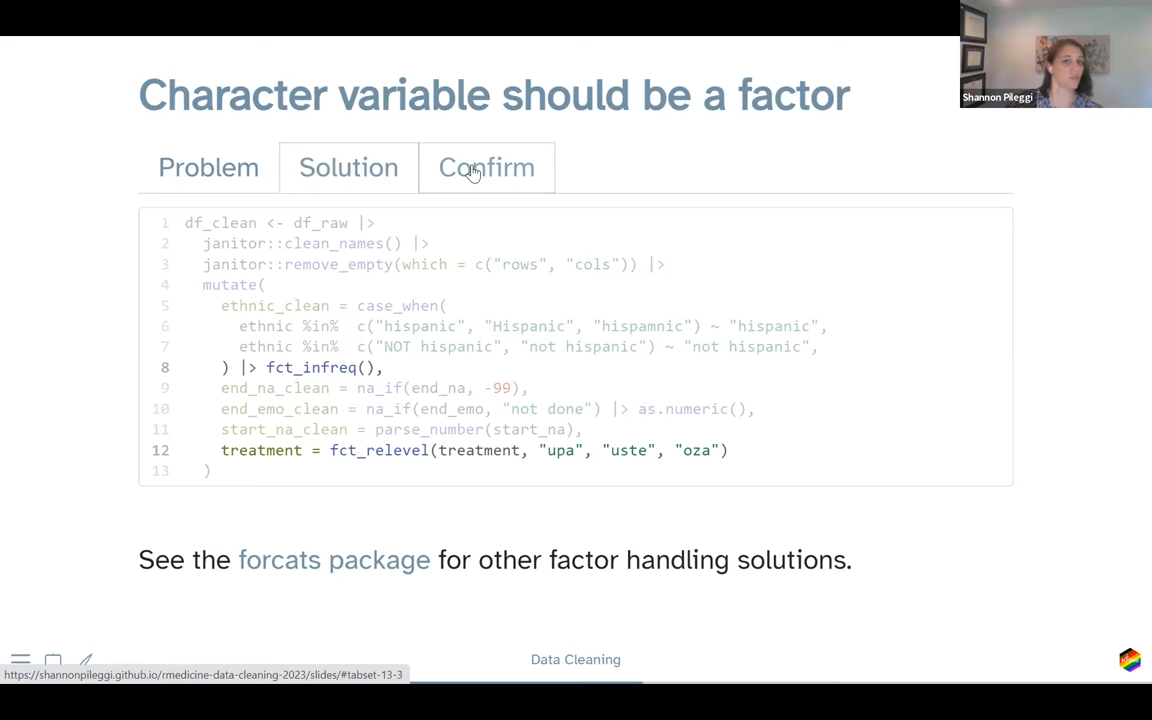 Shannon Pileggi
Character variable should be a factor
Problem
Solution
Confirm
1 df_clean <- df_raw |>
2 janitor::clean_names() |>
3 janitor::remove_empty(which = c("rows", "cols")) |>
4 mutate(
5 ethnic_clean = case_when(
6 ethnic %in% c("hispanic", "Hispanic", "hispamnic") ~ "hispanic",
7 ethnic %in% c("NOT hispanic", "not hispanic") ~ "not hispanic",
8 ) |> fct_infreq(),
9 end_na_clean = na_if(end_na, -99),
10 end_emo_clean = na_if(end_emo, "not done") |> as.numeric(),
11 start_na_clean = parse_number(start_na),
12 treatment = fct_relevel(treatment, "upa", "uste", "oza")
13 )
See the forcats package for other factor handling solutions.
Data Cleaning
https://shannonpileggi.github.io/rmedicine-data-cleaning-2023/slides/#tabset-13-3